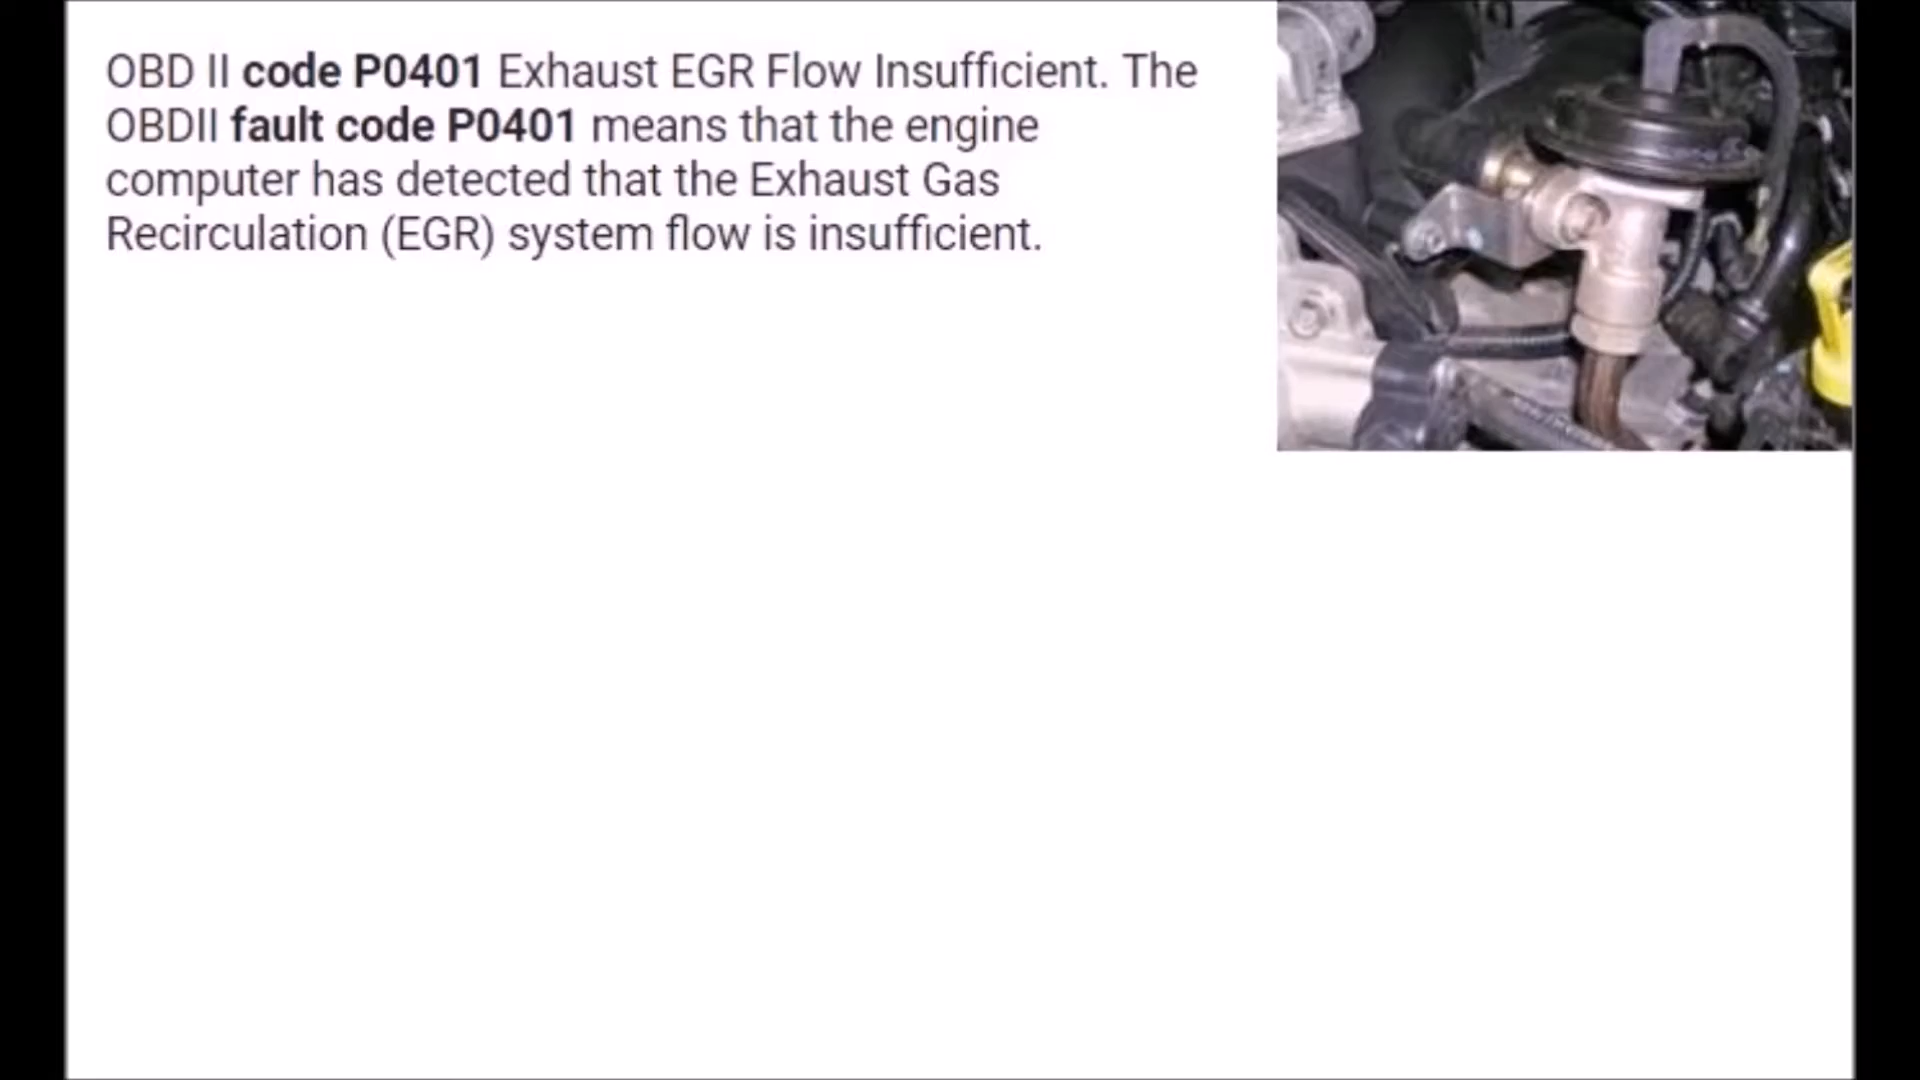 OBD II code P0401 Exhaust EGR Flow Insufficient. The
OBDII fault code P0401 means that the engine
computer has detected that the Exhaust Gas
Recirculation (EGR) system flow is insufficient.